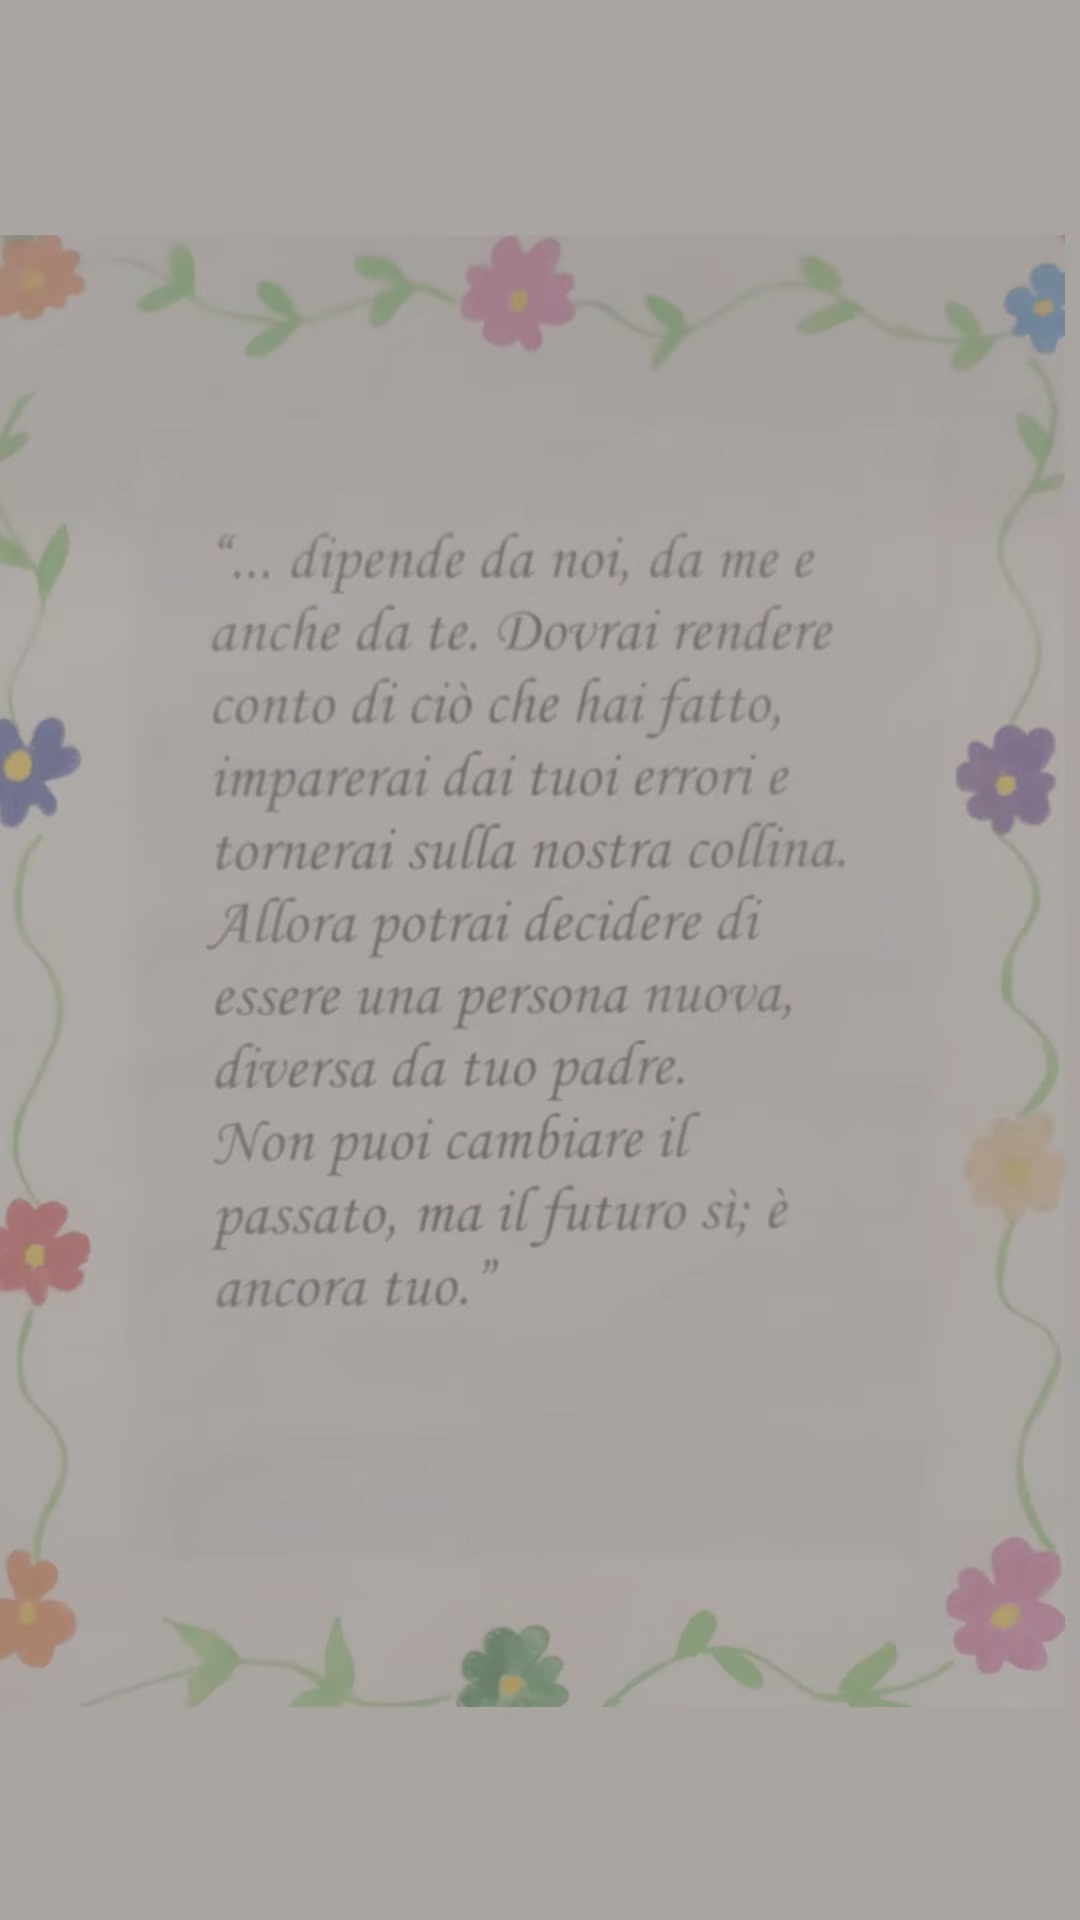 “... dipende da noi, da me e
anche da te. Dovrai rendere
conto di ciò che hai fatto,
imparerai dai tuoi errori e
tornerai sulla nostra collina.
Allora potrai decidere di
essere una persona nuova,
diversa da tuo padre.
Non puoi cambiare il
passato, ma il futuro sì; è
ancora tuo.”